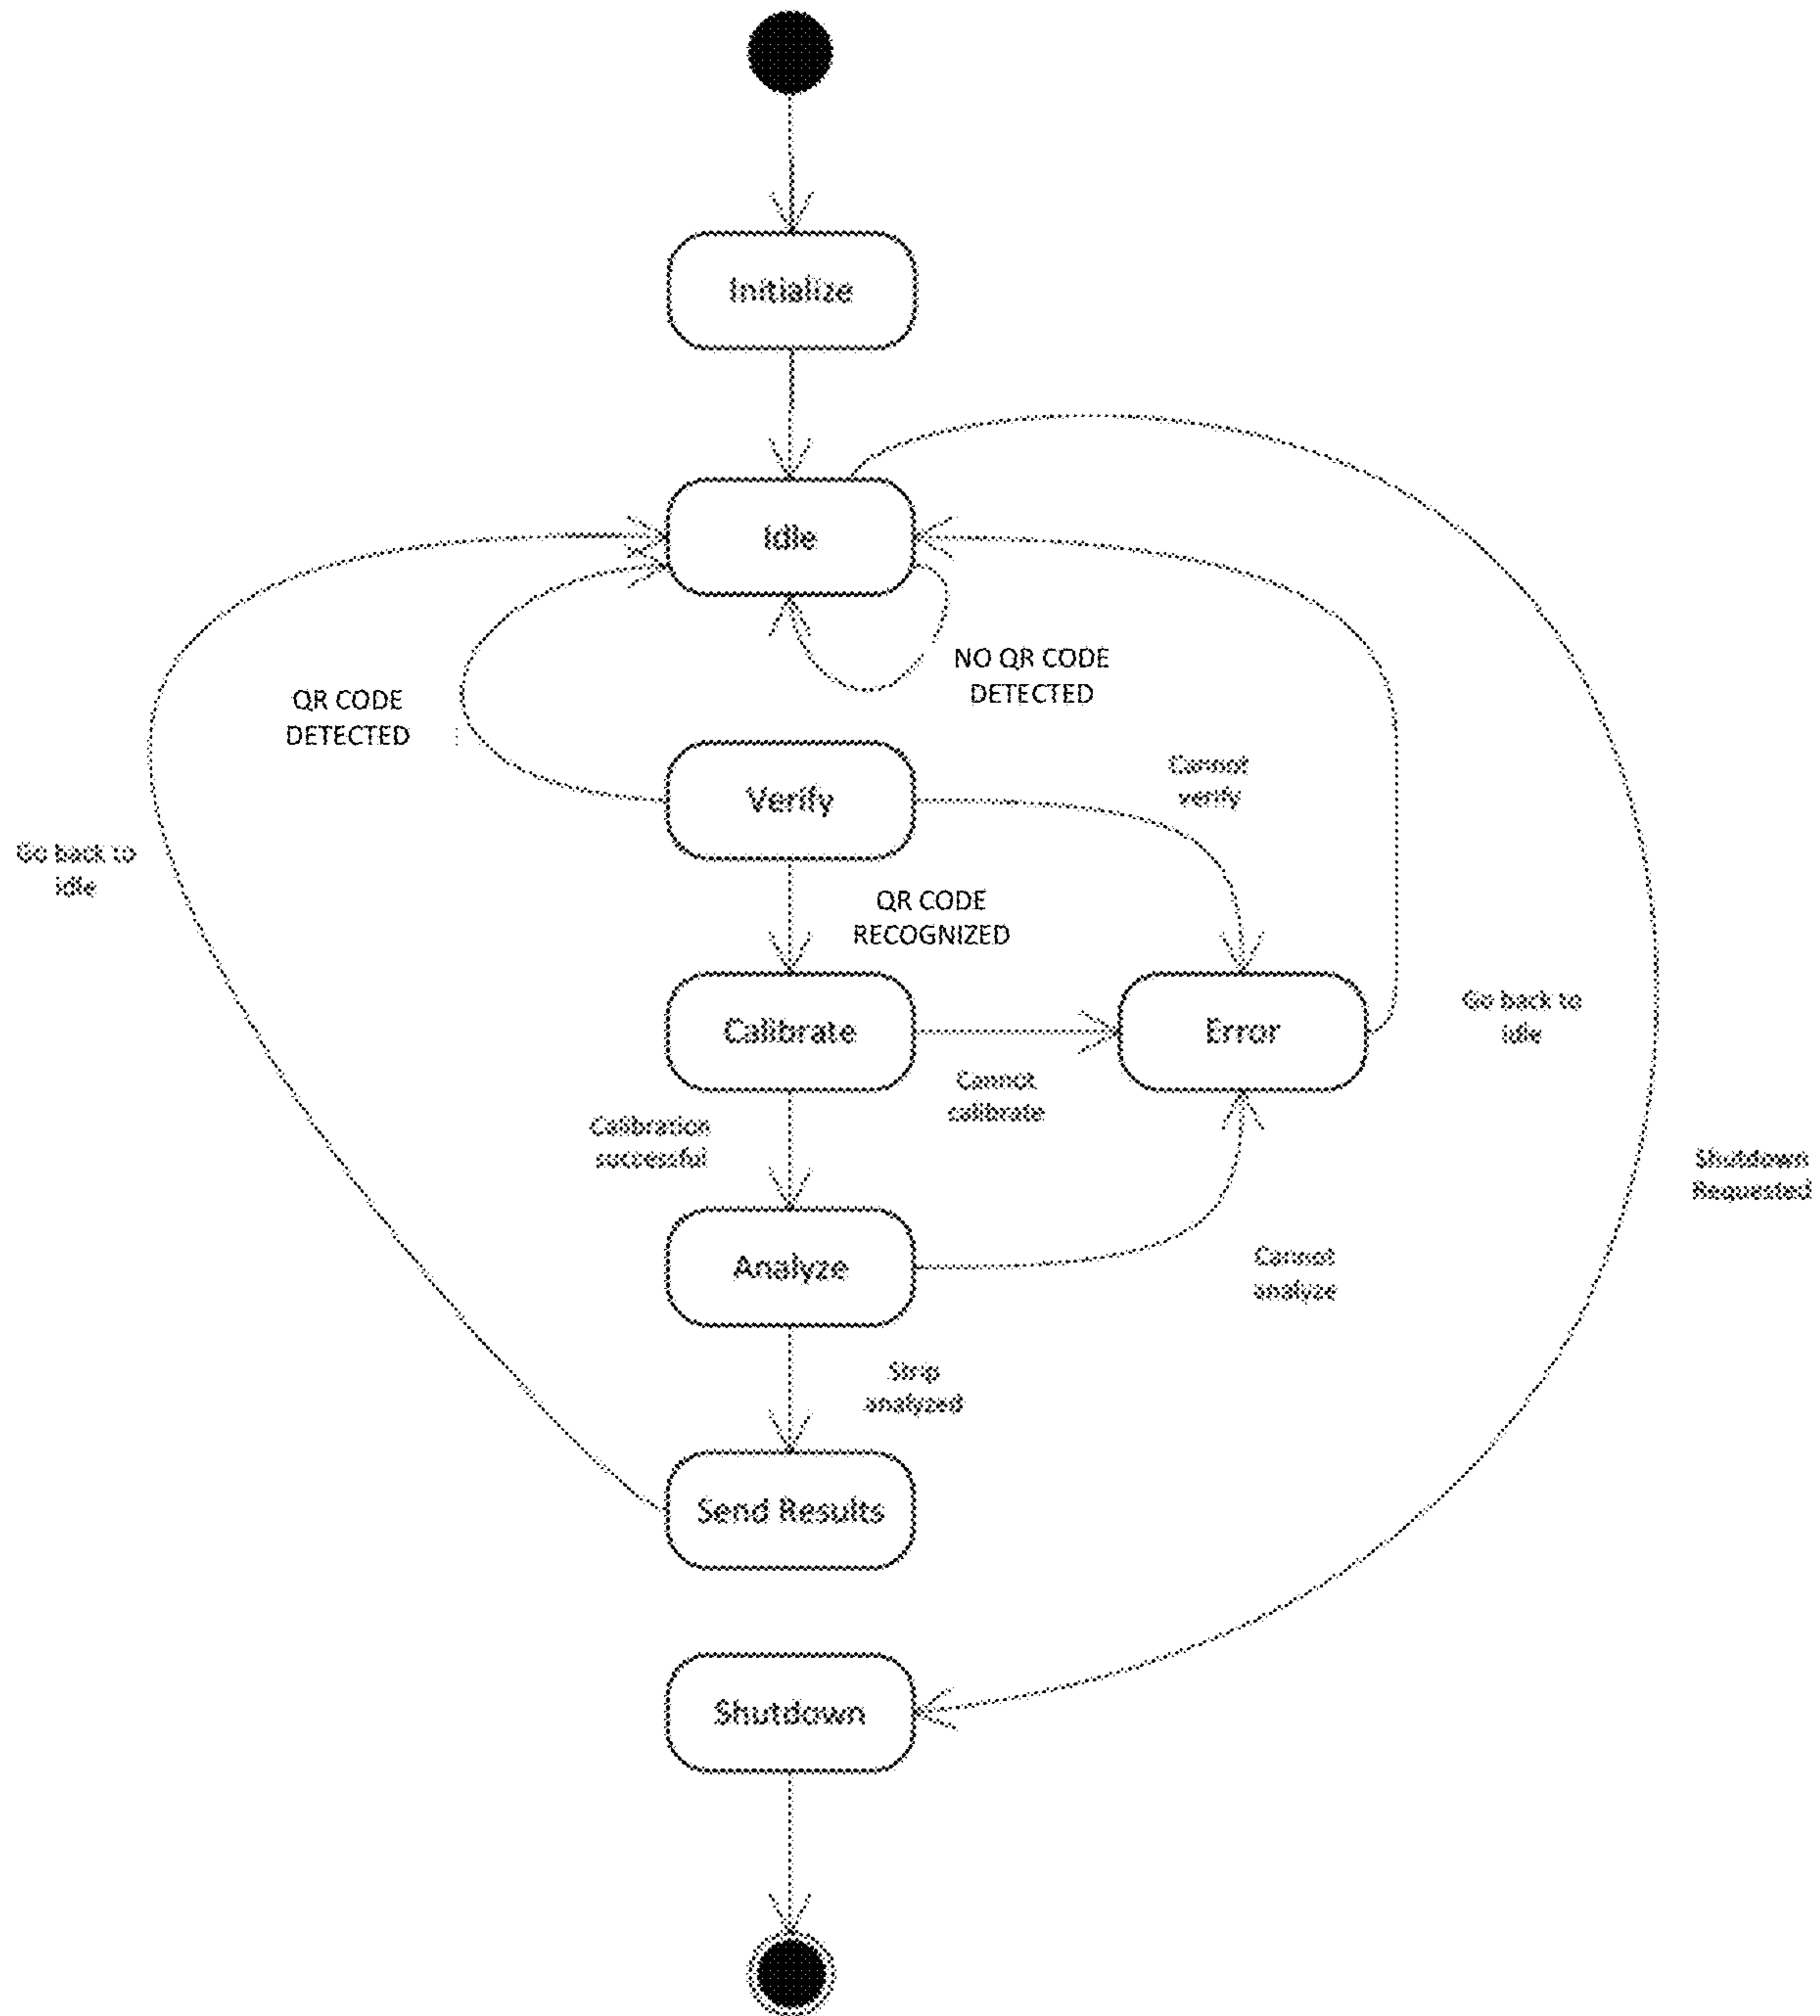 Initialize
Idle
NO QR CODE
DETECTED
QR CODE
DETECTED
Verify
Cannot
verify
Go back to
idle
QR CODE
RECOGNIZED
Calibrate
Error
Go back to
idle
Cannot
calibrate
Calibration
successful
Shutdown
Requested
Analyze
Cannot
analyze
Strip
analyzed
Send Results
Shutdown